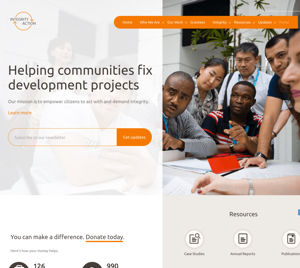 INTEGRITY
ACTION
Home Who We Are Our Work Countries Integrity Resources Updates Portal
Helping communities fix
development projects
Our mission is to empower citizens to act with and demand integrity.
Learn more
Subscribe to our newsletter
Get updates
You can make a difference. Donate today.
Here's how your money helps.
126
990
Resources
Case Studies Annual Reports Publications